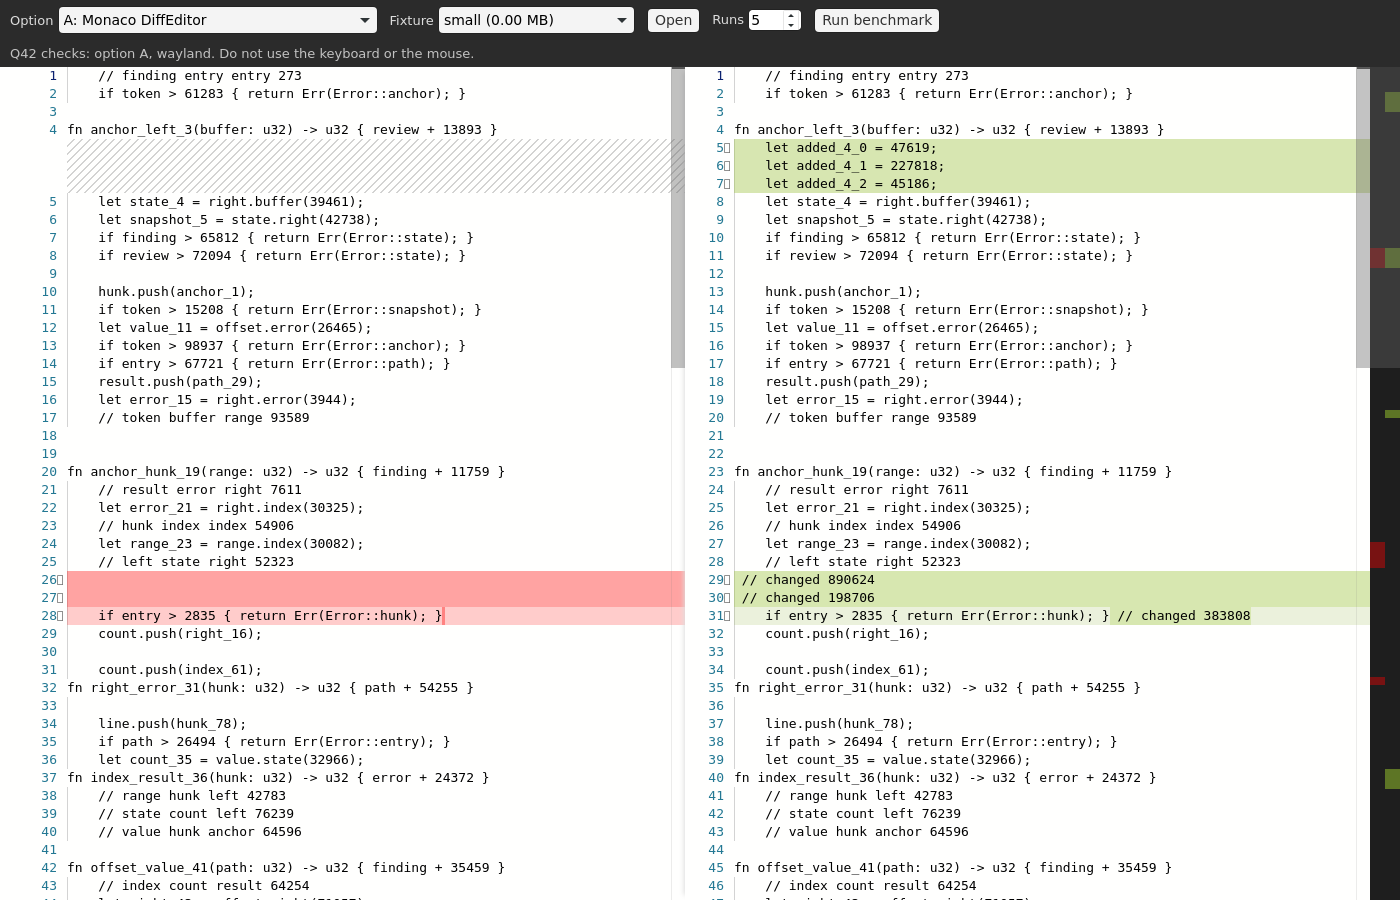 Option A: Monaco DiffEditor Fixture small (0.00 MB) Open Runs 5 Run benchmark
Q42 checks: option A, wayland. Do not use the keyboard or the mouse.
1 // finding entry entry 273
2 if token > 61283 { return Err(Error::anchor); }
3
4 fn anchor_left_3(buffer: u32) -> u32 { review + 13893 }
5 let state_4 = right.buffer(39461);
6 let snapshot_5 = state.right(42738);
7 if finding > 65812 { return Err(Error::state); }
8 if review > 72094 { return Err(Error::state); }
9
10 hunk.push(anchor_1);
11 if token > 15208 { return Err(Error::snapshot); }
12 let value_11 = offset.error(26465);
13 if token > 98937 { return Err(Error::anchor); }
14 if entry > 67721 { return Err(Error::path); }
15 result.push(path_29);
16 let error_15 = right.error(3944);
17 // token buffer range 93589
18
19
20 fn anchor_hunk_19(range: u32) -> u32 { finding + 11759 }
21 // result error right 7611
22 let error_21 = right.index(30325);
23 // hunk index index 54906
24 let range_23 = range.index(30082);
25 // left state right 52323
26
27
28 if entry > 2835 { return Err(Error::hunk); }
29 count.push(right_16);
30
31 count.push(index_61);
32 fn right_error_31(hunk: u32) -> u32 { path + 54255 }
33
34 line.push(hunk_78);
35 if path > 26494 { return Err(Error::entry); }
36 let count_35 = value.state(32966);
37 fn index_result_36(hunk: u32) -> u32 { error + 24372 }
38 // range hunk left 42783
39 // state count left 76239
40 // value hunk anchor 64596
41
42 fn offset_value_41(path: u32) -> u32 { finding + 35459 }
43 // index count result 64254
1 // finding entry entry 273
2 if token > 61283 { return Err(Error::anchor); }
3
4 fn anchor_left_3(buffer: u32) -> u32 { review + 13893 }
5 let added_4_0 = 47619;
6 let added_4_1 = 227818;
7 let added_4_2 = 45186;
8 let state_4 = right.buffer(39461);
9 let snapshot_5 = state.right(42738);
10 if finding > 65812 { return Err(Error::state); }
11 if review > 72094 { return Err(Error::state); }
12
13 hunk.push(anchor_1);
14 if token > 15208 { return Err(Error::snapshot); }
15 let value_11 = offset.error(26465);
16 if token > 98937 { return Err(Error::anchor); }
17 if entry > 67721 { return Err(Error::path); }
18 result.push(path_29);
19 let error_15 = right.error(3944);
20 // token buffer range 93589
21
22
23 fn anchor_hunk_19(range: u32) -> u32 { finding + 11759 }
24 // result error right 7611
25 let error_21 = right.index(30325);
26 // hunk index index 54906
27 let range_23 = range.index(30082);
28 // left state right 52323
29 // changed 890624
30 // changed 198706
31 if entry > 2835 { return Err(Error::hunk); } // changed 383808
32 count.push(right_16);
33
34 count.push(index_61);
35 fn right_error_31(hunk: u32) -> u32 { path + 54255 }
36
37 line.push(hunk_78);
38 if path > 26494 { return Err(Error::entry); }
39 let count_35 = value.state(32966);
40 fn index_result_36(hunk: u32) -> u32 { error + 24372 }
41 // range hunk left 42783
42 // state count left 76239
43 // value hunk anchor 64596
44
45 fn offset_value_41(path: u32) -> u32 { finding + 35459 }
46 // index count result 64254